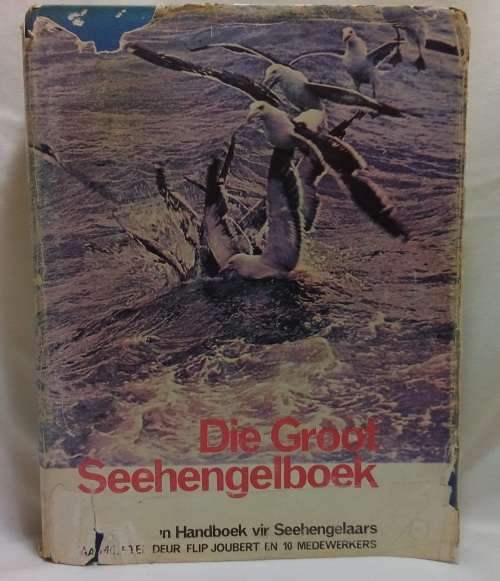 Die Groot
Seehengelboek
'n Handboek vir Seehengelaars
DEUR FLIP JOUBERT EN 10 MEDEWERKERS